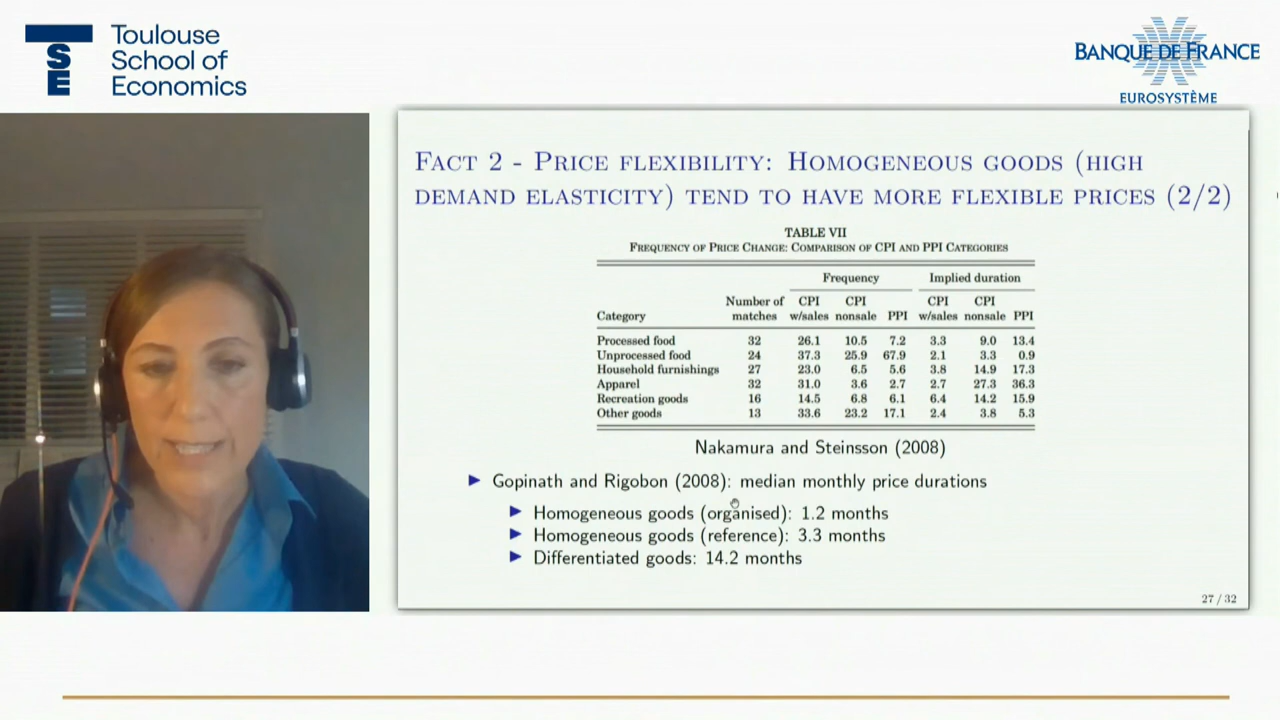 TSE
Toulouse
School of
Economics
BANQUE DE FRANCE
EUROSYSTÈME
FACT 2 - PRICE FLEXIBILITY: HOMOGENEOUS GOODS (HIGH
DEMAND ELASTICITY) TEND TO HAVE MORE FLEXIBLE PRICES (2/2)
TABLE VII
FREQUENCY OF PRICE CHANGE: COMPARISON OF CPI AND PPI CATEGORIES
Frequency Implied duration
Number of CPI CPI CPI CPI
Category matches w/sales nonsale PPI w/sales nonsale PPI
Processed food 32 26.1 10.5 7.2 3.3 9.0 13.4
Unprocessed food 24 37.3 25.9 67.9 2.1 3.3 0.9
Household furnishings 27 23.0 6.5 5.6 3.8 14.9 17.3
Apparel 32 31.0 3.6 2.7 2.7 27.3 36.3
Recreation goods 16 14.5 6.8 6.1 6.4 14.2 15.9
Other goods 13 33.6 23.2 17.1 2.4 3.8 5.3
Nakamura and Steinsson (2008)
Gopinath and Rigobon (2008): median monthly price durations
Homogeneous goods (organised): 1.2 months
Homogeneous goods (reference): 3.3 months
Differentiated goods: 14.2 months
27 / 32